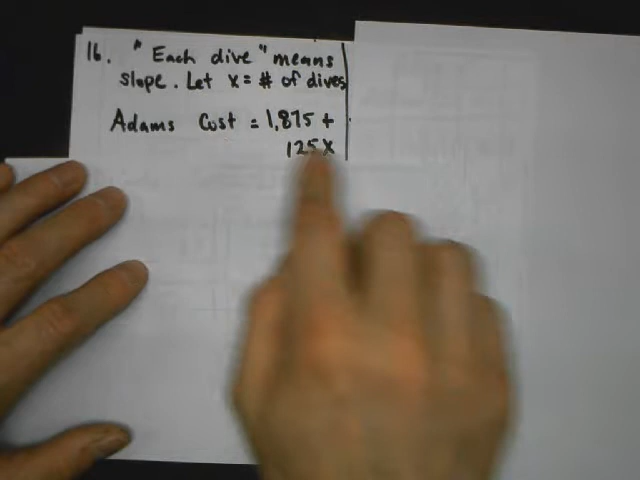 16. "Each dive" means
slope. Let x = # of dives
Adams Cost = 1,875 +
125x